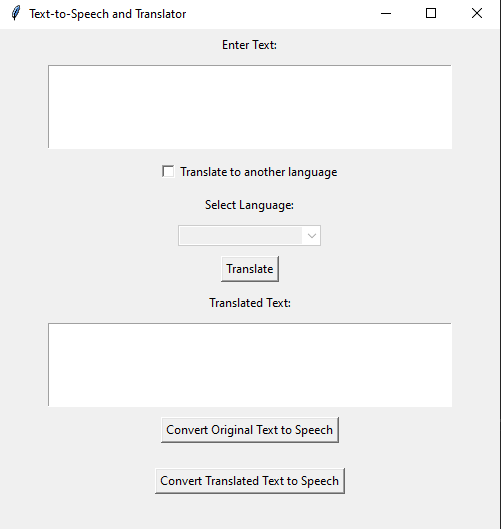 Text-to-Speech and Translator
Enter Text:
Translate to another language
Select Language:
Translate
Translated Text:
Convert Original Text to Speech
Convert Translated Text to Speech